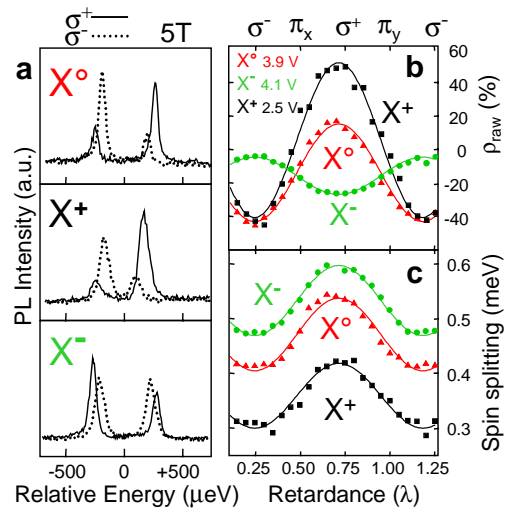 σ⁺
σ⁻
5T
a
X°
X⁺
X⁻
PL Intensity (a.u.)
-500 0 +500
Relative Energy (μeV)
σ⁻ πₓ σ⁺ π_y σ⁻
X° 3.9 V
X⁻ 4.1 V
X⁺ 2.5 V
b
X⁺
X°
X⁻
60
40
20
0
-20
-40
ρ_raw (%)
c
X⁻
X°
X⁺
0.6
0.5
0.4
0.3
Spin splitting (meV)
0.25 0.50 0.75 1.00 1.25
Retardance (λ)